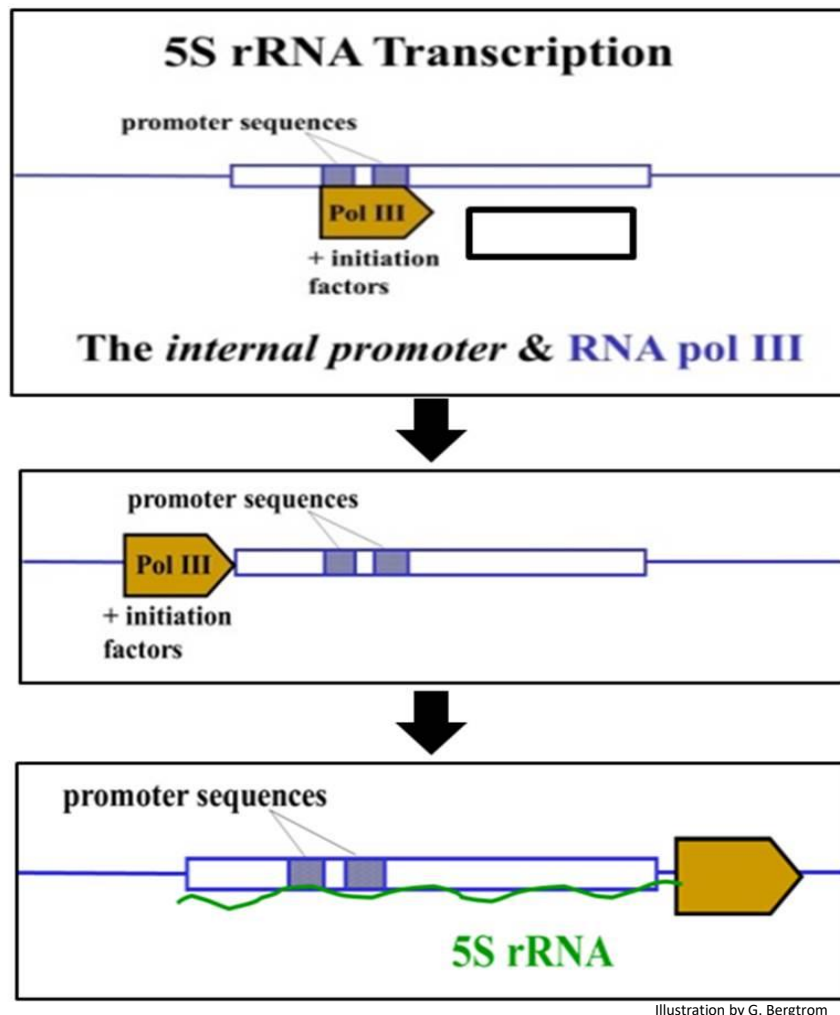 5S rRNA Transcription
promoter sequences
Pol III
+ initiation
factors
The internal promoter & RNA pol III
promoter sequences
Pol III
+ initiation
factors
promoter sequences
5S rRNA
Illustration by G. Bergtrom